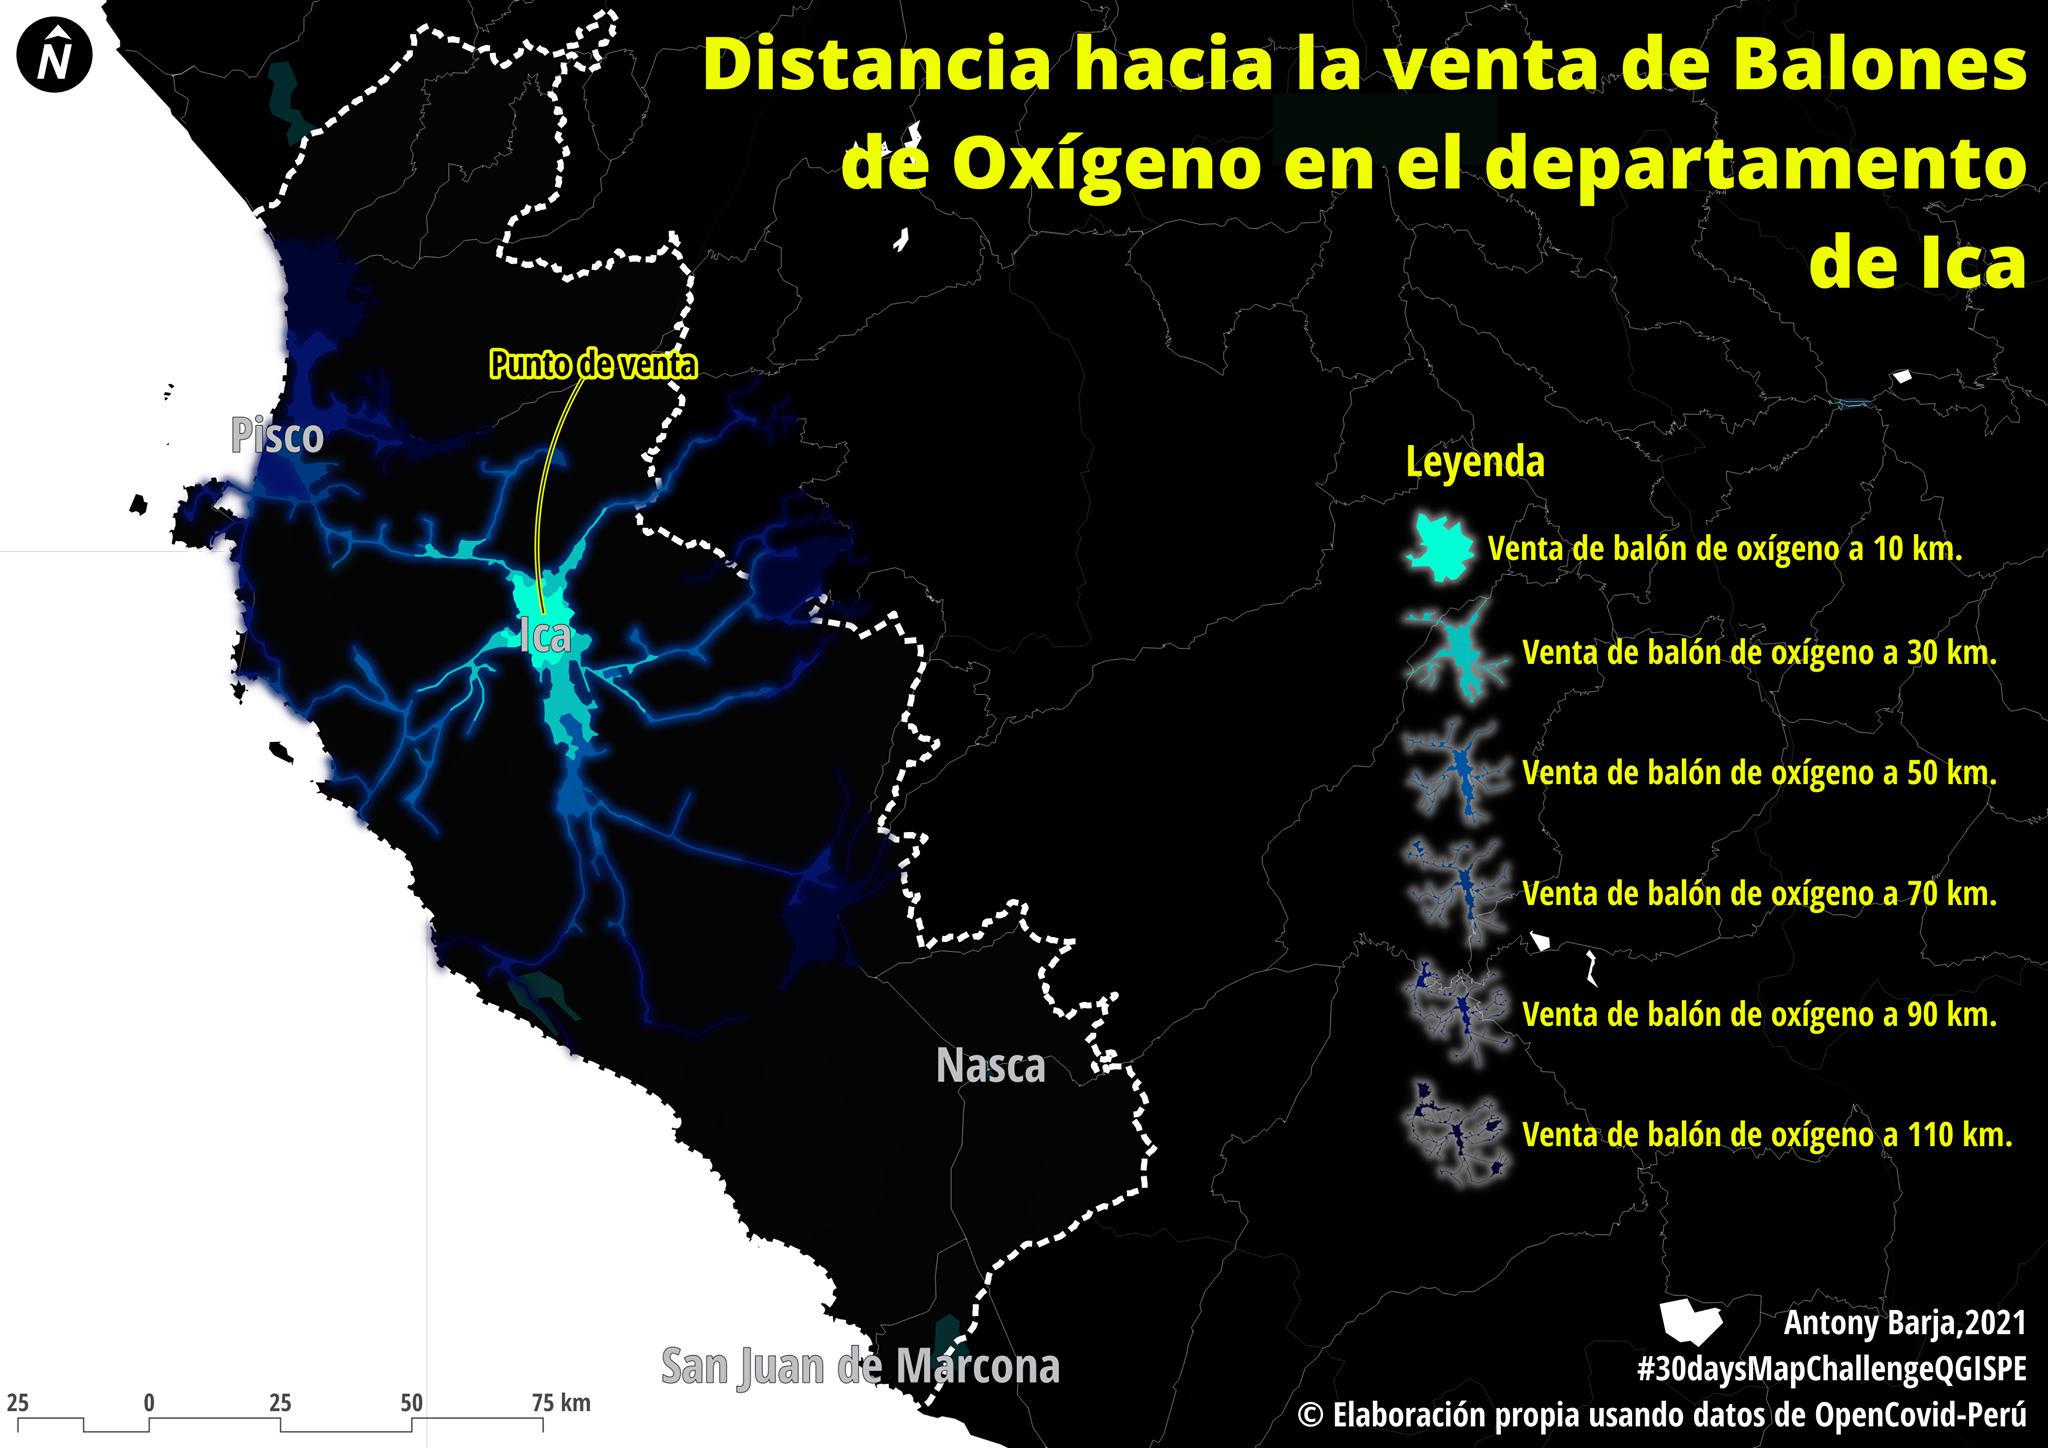 N
Distancia hacia la venta de Balones
de Oxígeno en el departamento
de Ica
Punto de venta
Pisco
Ica
Nasca
San Juan de Marcona
Leyenda
Venta de balón de oxígeno a 10 km.
Venta de balón de oxígeno a 30 km.
Venta de balón de oxígeno a 50 km.
Venta de balón de oxígeno a 70 km.
Venta de balón de oxígeno a 90 km.
Venta de balón de oxígeno a 110 km.
25 0 25 50 75 km
Antony Barja,2021
#30daysMapChallengeQGISPE
© Elaboración propia usando datos de OpenCovid-Perú